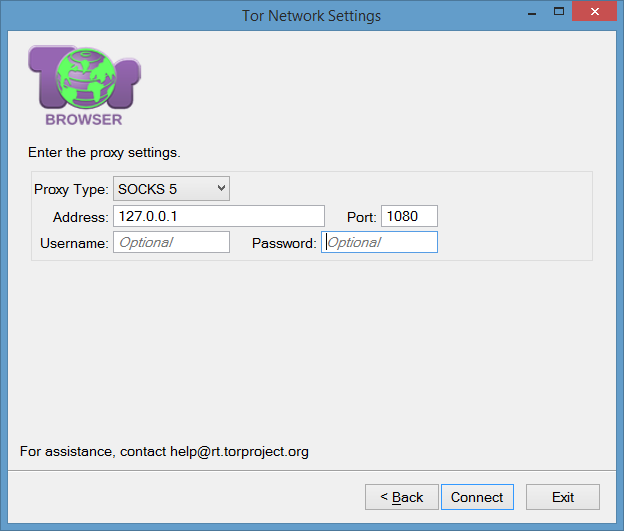 Tor Network Settings
Tor
BROWSER
Enter the proxy settings.
Proxy Type: SOCKS 5
Address: 127.0.0.1 Port: 1080
Username: Optional Password: Optional
For assistance, contact help@rt.torproject.org
< Back Connect Exit